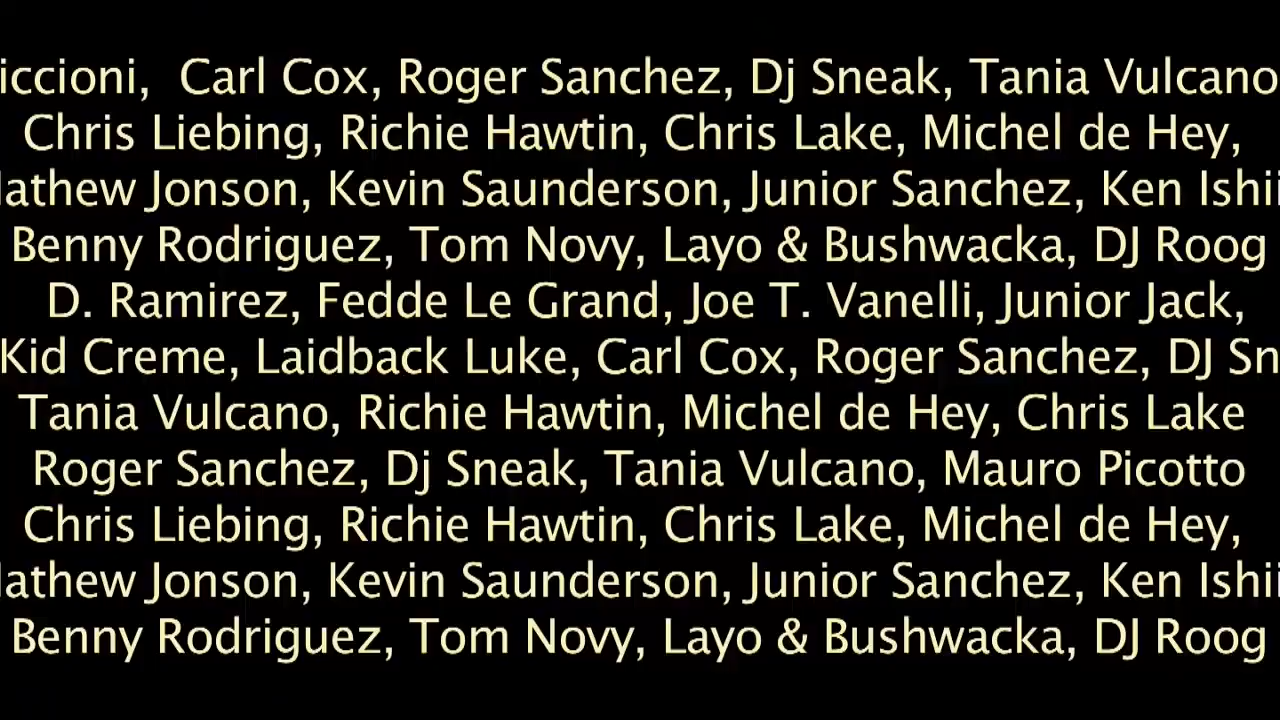 iccioni, Carl Cox, Roger Sanchez, Dj Sneak, Tania Vulcano
Chris Liebing, Richie Hawtin, Chris Lake, Michel de Hey,
athew Jonson, Kevin Saunderson, Junior Sanchez, Ken Ishii
Benny Rodriguez, Tom Novy, Layo & Bushwacka, DJ Roog
D. Ramirez, Fedde Le Grand, Joe T. Vanelli, Junior Jack,
Kid Creme, Laidback Luke, Carl Cox, Roger Sanchez, DJ Sn
Tania Vulcano, Richie Hawtin, Michel de Hey, Chris Lake
Roger Sanchez, Dj Sneak, Tania Vulcano, Mauro Picotto
Chris Liebing, Richie Hawtin, Chris Lake, Michel de Hey,
athew Jonson, Kevin Saunderson, Junior Sanchez, Ken Ishii
Benny Rodriguez, Tom Novy, Layo & Bushwacka, DJ Roog